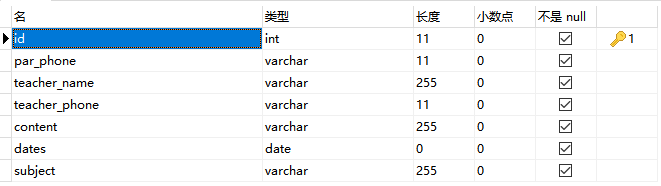 名 类型 长度 小数点 不是 null
id int 11 0 1
par_phone varchar 11 0
teacher_name varchar 255 0
teacher_phone varchar 11 0
content varchar 255 0
dates date 0 0
subject varchar 255 0